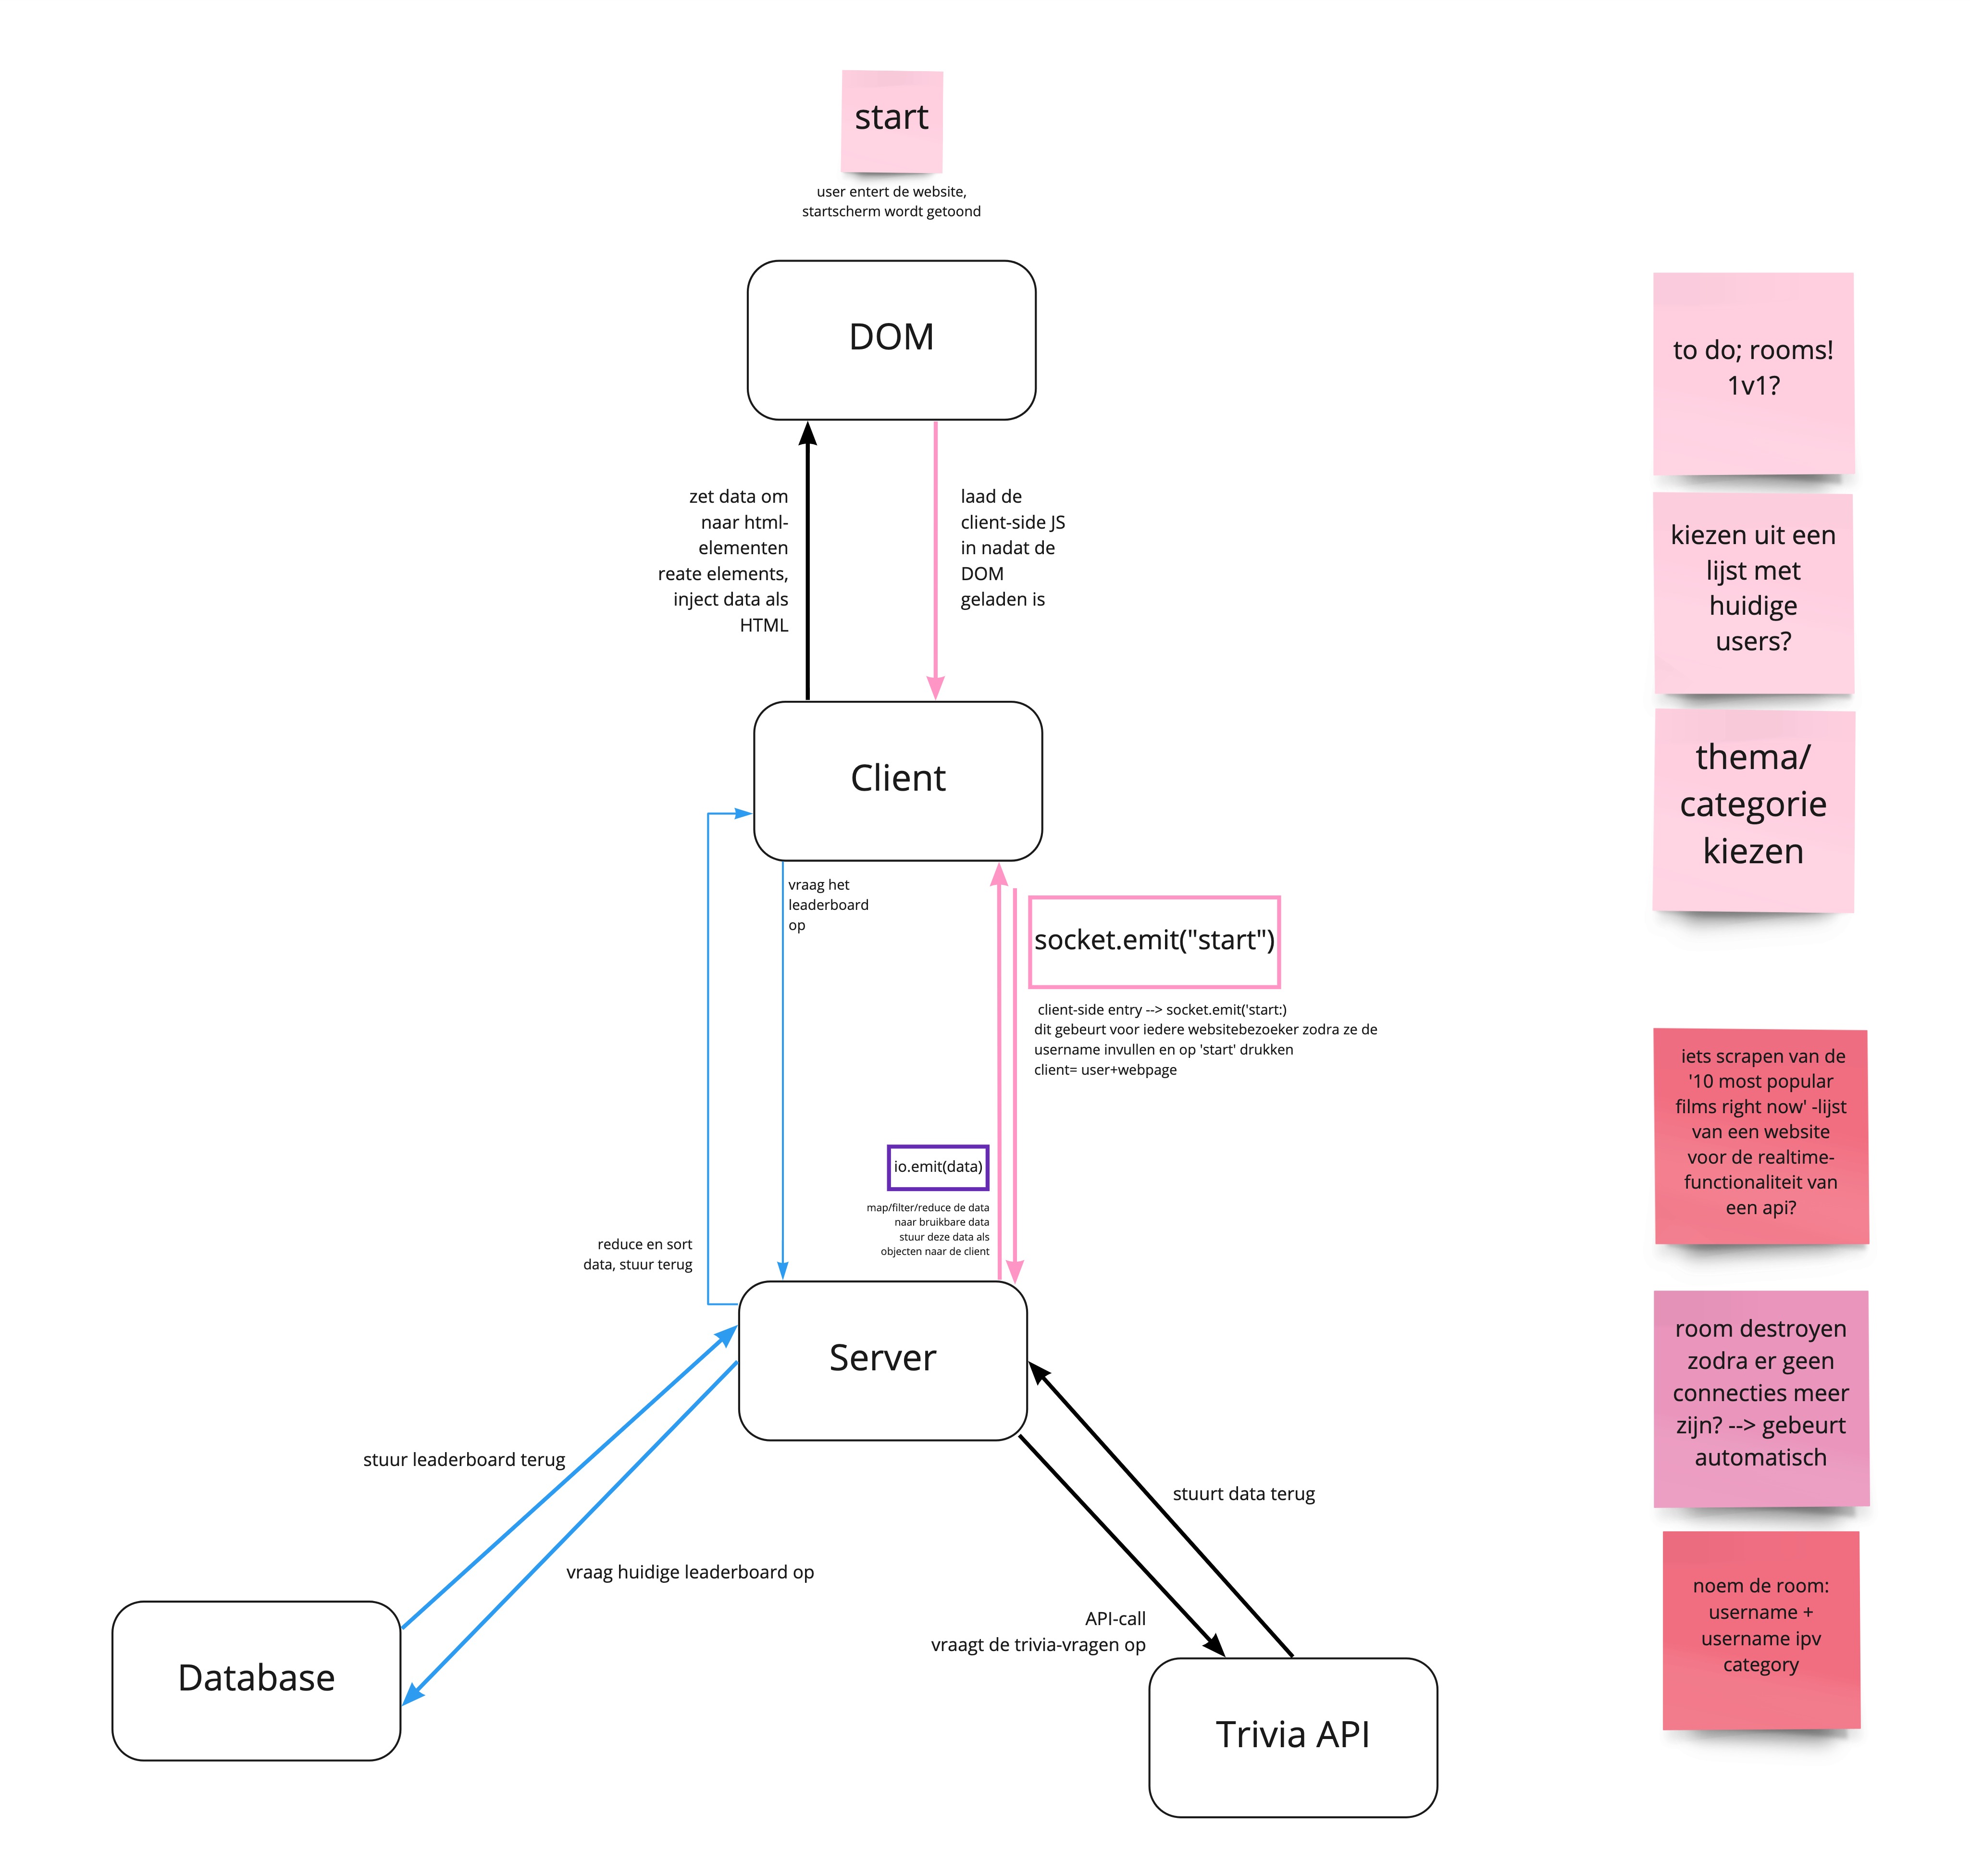 start
user entert de website,
startscherm wordt getoond
DOM
zet data om
naar html-
elementen
reate elements,
inject data als
HTML
laad de
client-side JS
in nadat de
DOM
geladen is
Client
vraag het
leaderboard
op
socket.emit("start")
client-side entry --> socket.emit('start:)
dit gebeurt voor iedere websitebezoeker zodra ze de
username invullen en op 'start' drukken
client= user+webpage
io.emit(data)
map/filter/reduce de data
naar bruikbare data
stuur deze data als
objecten naar de client
reduce en sort
data, stuur terug
Server
stuur leaderboard terug
vraag huidige leaderboard op
stuurt data terug
API-call
vraagt de trivia-vragen op
Database
Trivia API
to do; rooms!
1v1?
kiezen uit een
lijst met
huidige
users?
thema/
categorie
kiezen
iets scrapen van de
'10 most popular
films right now' -lijst
van een website
voor de realtime-
functionaliteit van
een api?
room destroyen
zodra er geen
connecties meer
zijn? --> gebeurt
automatisch
noem de room:
username +
username ipv
category